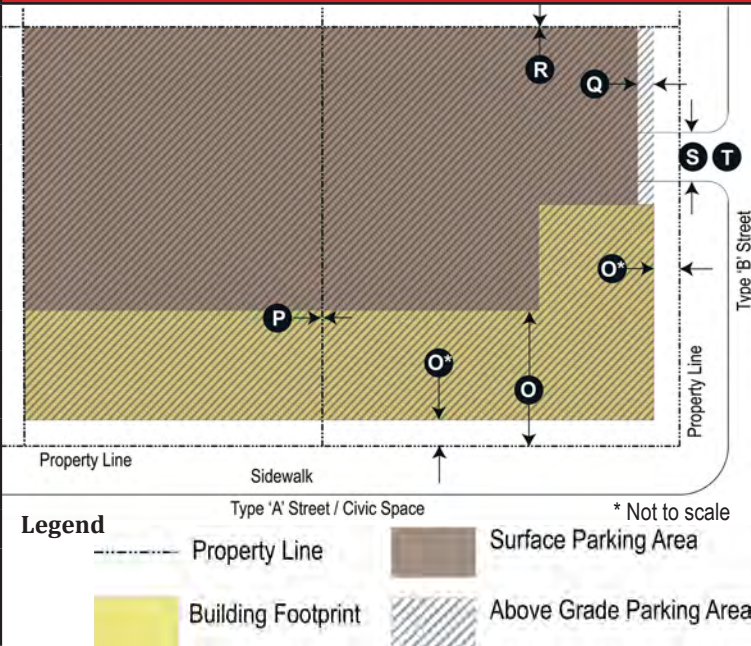 R
Q
S T
O*
Type 'B' Street
P
O*
O
Property Line
Property Line
Sidewalk
Type 'A' Street / Civic Space
* Not to scale
Legend
Property Line
Surface Parking Area
Building Footprint
Above Grade Parking Area